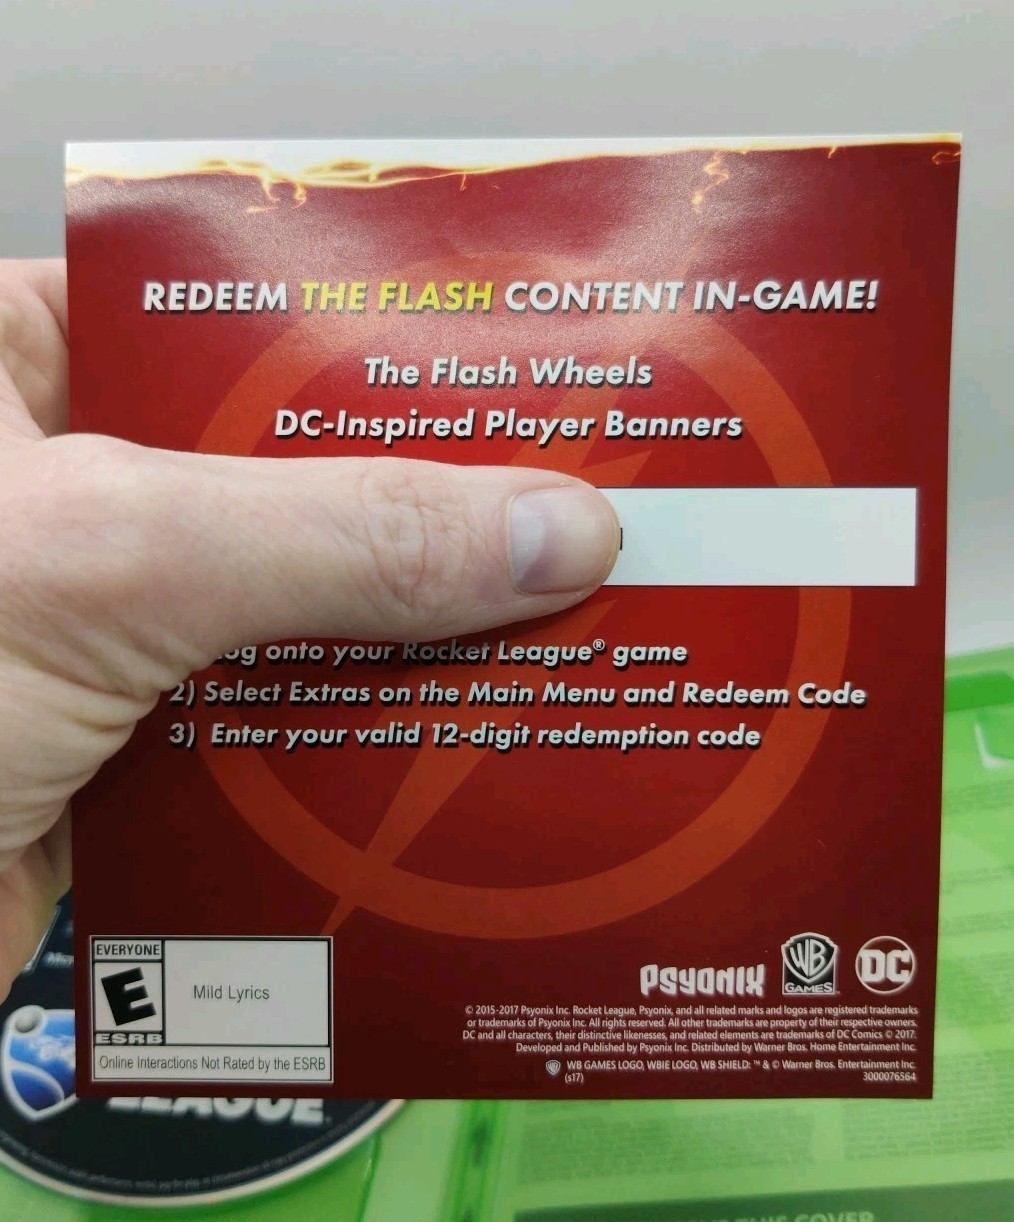 REDEEM THE FLASH CONTENT IN-GAME!
The Flash Wheels
DC-Inspired Player Banners
onto your Rocket League® game
2) Select Extras on the Main Menu and Redeem Code
3) Enter your valid 12-digit redemption code
EVERYONE
E
Mild Lyrics
ESRB
Online Interactions Not Rated by the ESRB
PSYONIX
WB
GAMES
DC
© 2015-2017 Psyonix Inc. Rocket League, Psyonix, and all related marks and logos are registered trademarks
or trademarks of Psyonix Inc. All rights reserved. All other trademarks are property of their respective owners.
DC and all characters, their distinctive likenesses, and related elements are trademarks of DC Comics © 2017.
Developed and Published by Psyonix Inc. Distributed by Warner Bros. Home Entertainment Inc.
WB GAMES LOGO, WBIE LOGO, WB SHIELD: ™ & © Warner Bros. Entertainment Inc.
(s17)
3000076564
LEAGUE
COVER